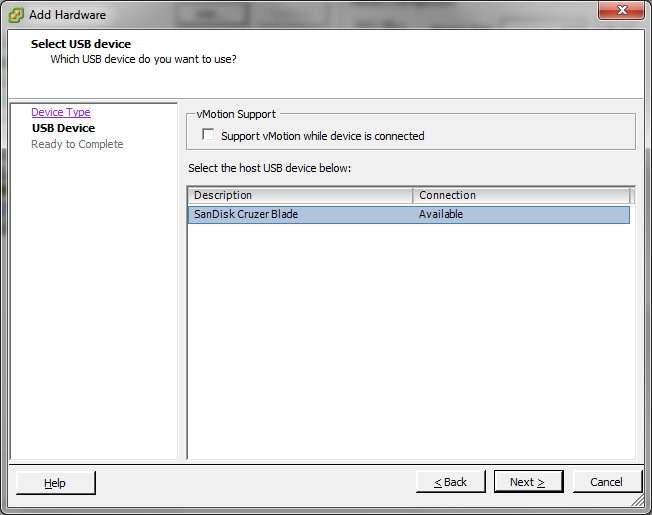 Add Hardware
Select USB device
Which USB device do you want to use?
Device Type
USB Device
Ready to Complete
vMotion Support
Support vMotion while device is connected
Select the host USB device below:
Description Connection
SanDisk Cruzer Blade Available
Help
< Back Next > Cancel